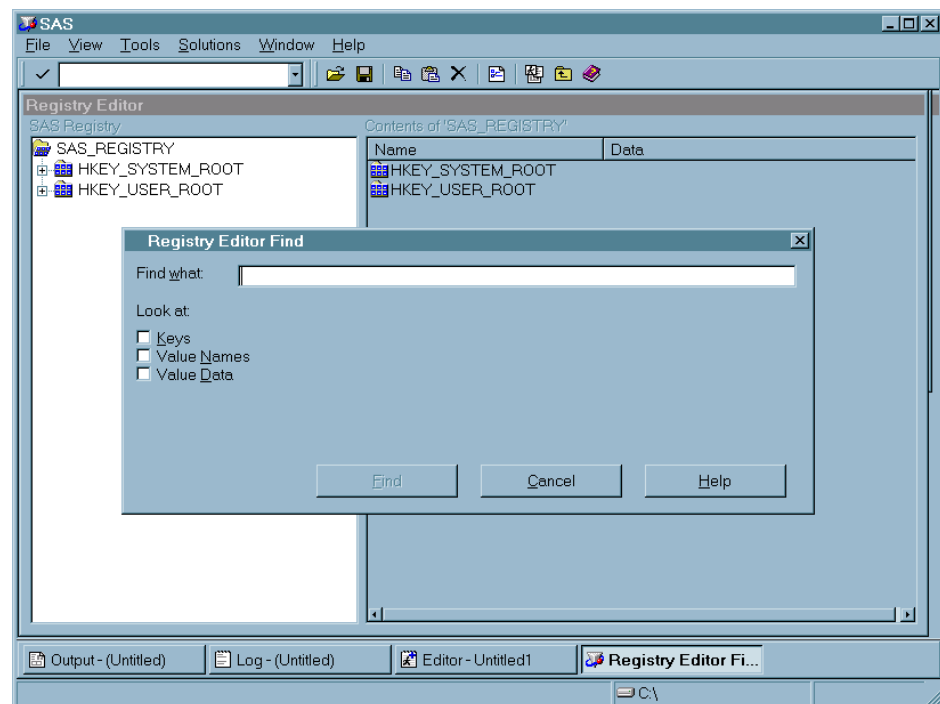 SAS
File View Tools Solutions Window Help
Registry Editor
SAS Registry
Contents of 'SAS_REGISTRY'
SAS_REGISTRY
HKEY_SYSTEM_ROOT
HKEY_USER_ROOT
Name Data
HKEY_SYSTEM_ROOT
HKEY_USER_ROOT
Registry Editor Find
Find what:
Look at:
Keys
Value Names
Value Data
Find Cancel Help
Output - (Untitled) Log - (Untitled) Editor - Untitled1 Registry Editor Fi...
C:\